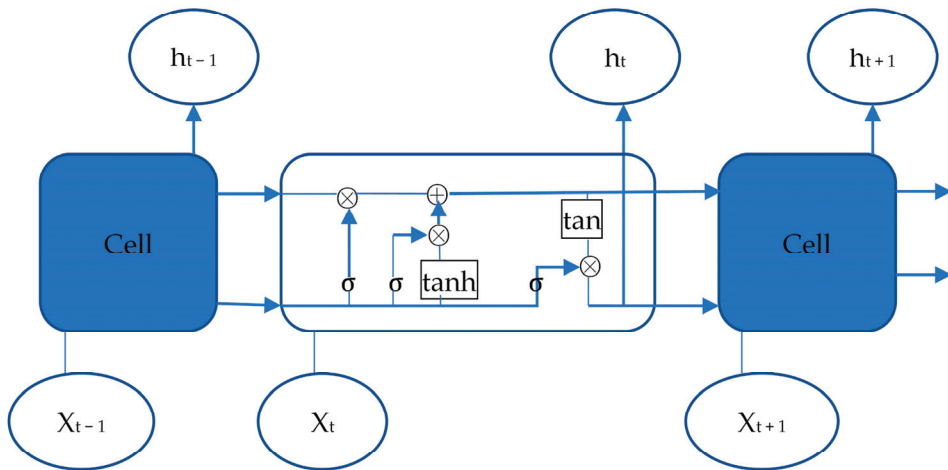 ht−1
ht
ht+1
Cell
⊗
⊕
tan
Cell
⊗
σ
σ
tanh
σ
⊗
Xt−1
Xt
Xt+1